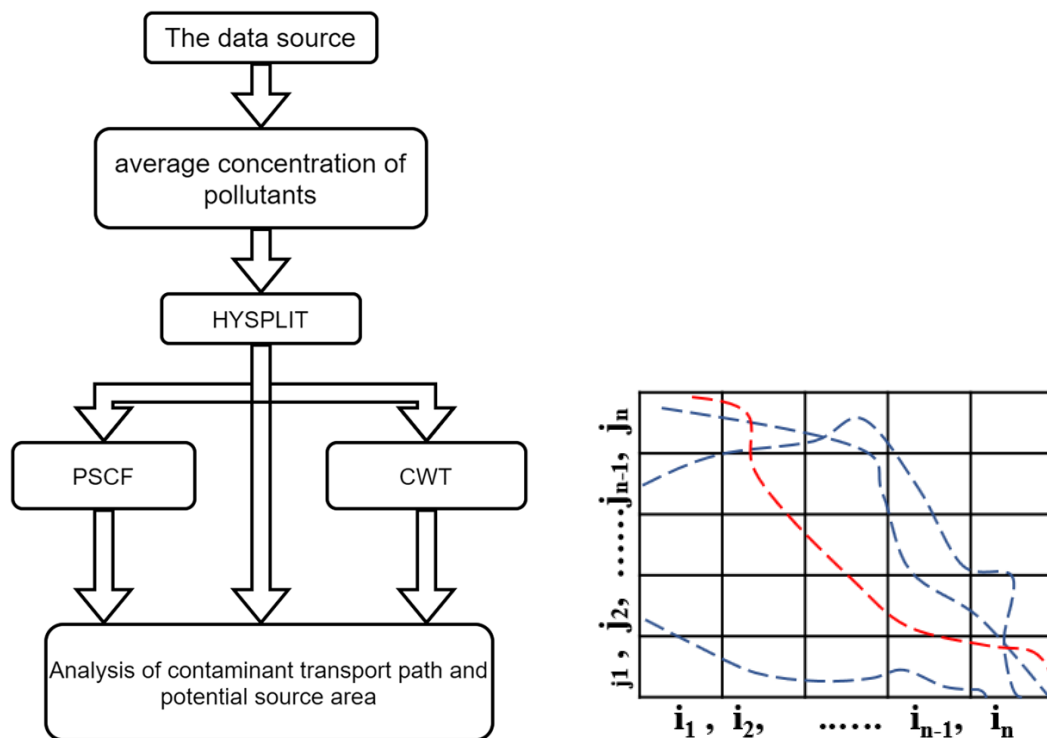 The data source
average concentration of
pollutants
HYSPLIT
PSCF
CWT
Analysis of contaminant transport path and
potential source area
j1 , j2, ......jn-1, jn
i1 , i2, ...... in-1, in